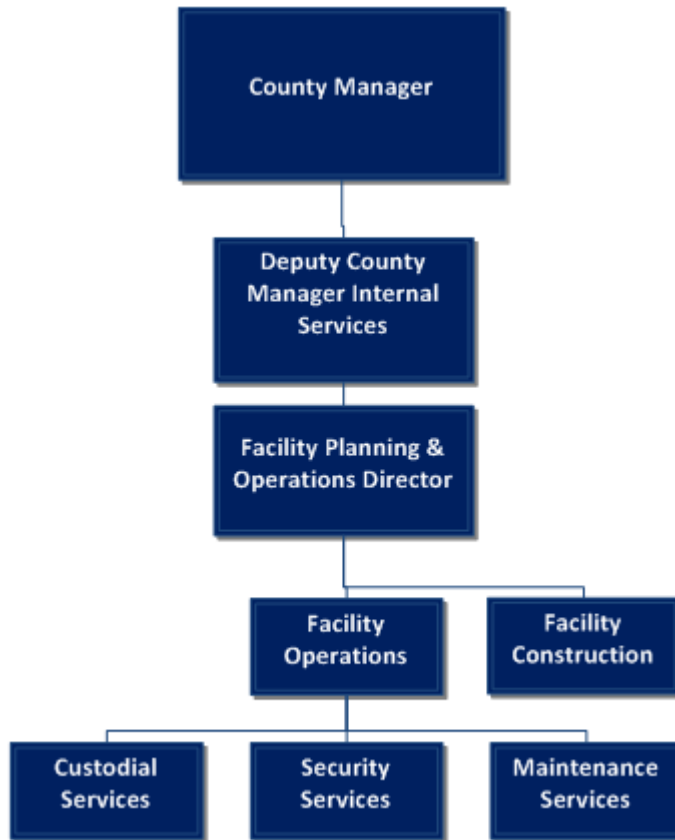 County Manager
Deputy County
Manager Internal
Services
Facility Planning &
Operations Director
Facility
Operations
Facility
Construction
Custodial
Services
Security
Services
Maintenance
Services